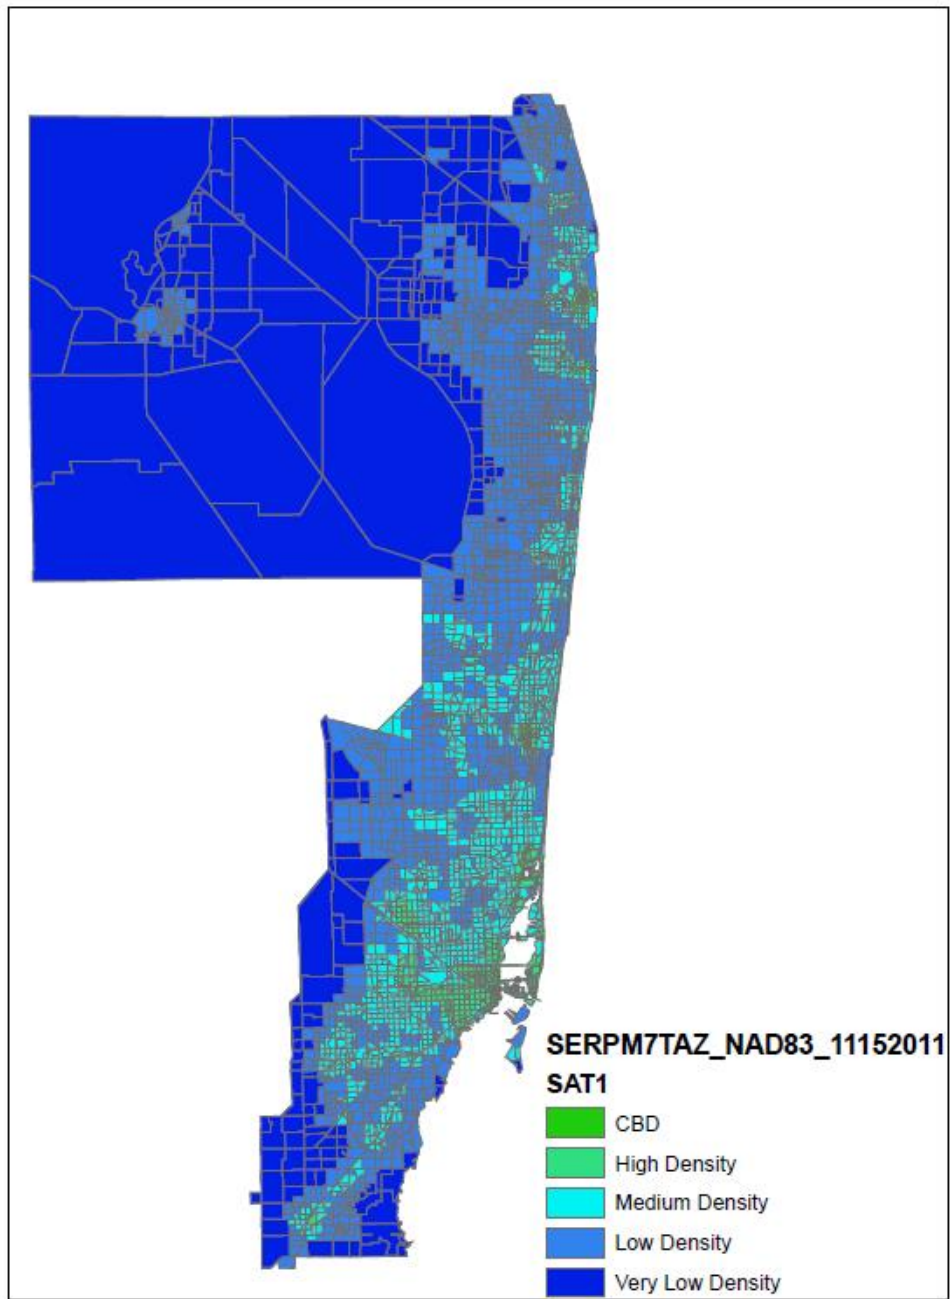 SERPM7TAZ_NAD83_11152011
SAT1
CBD
High Density
Medium Density
Low Density
Very Low Density